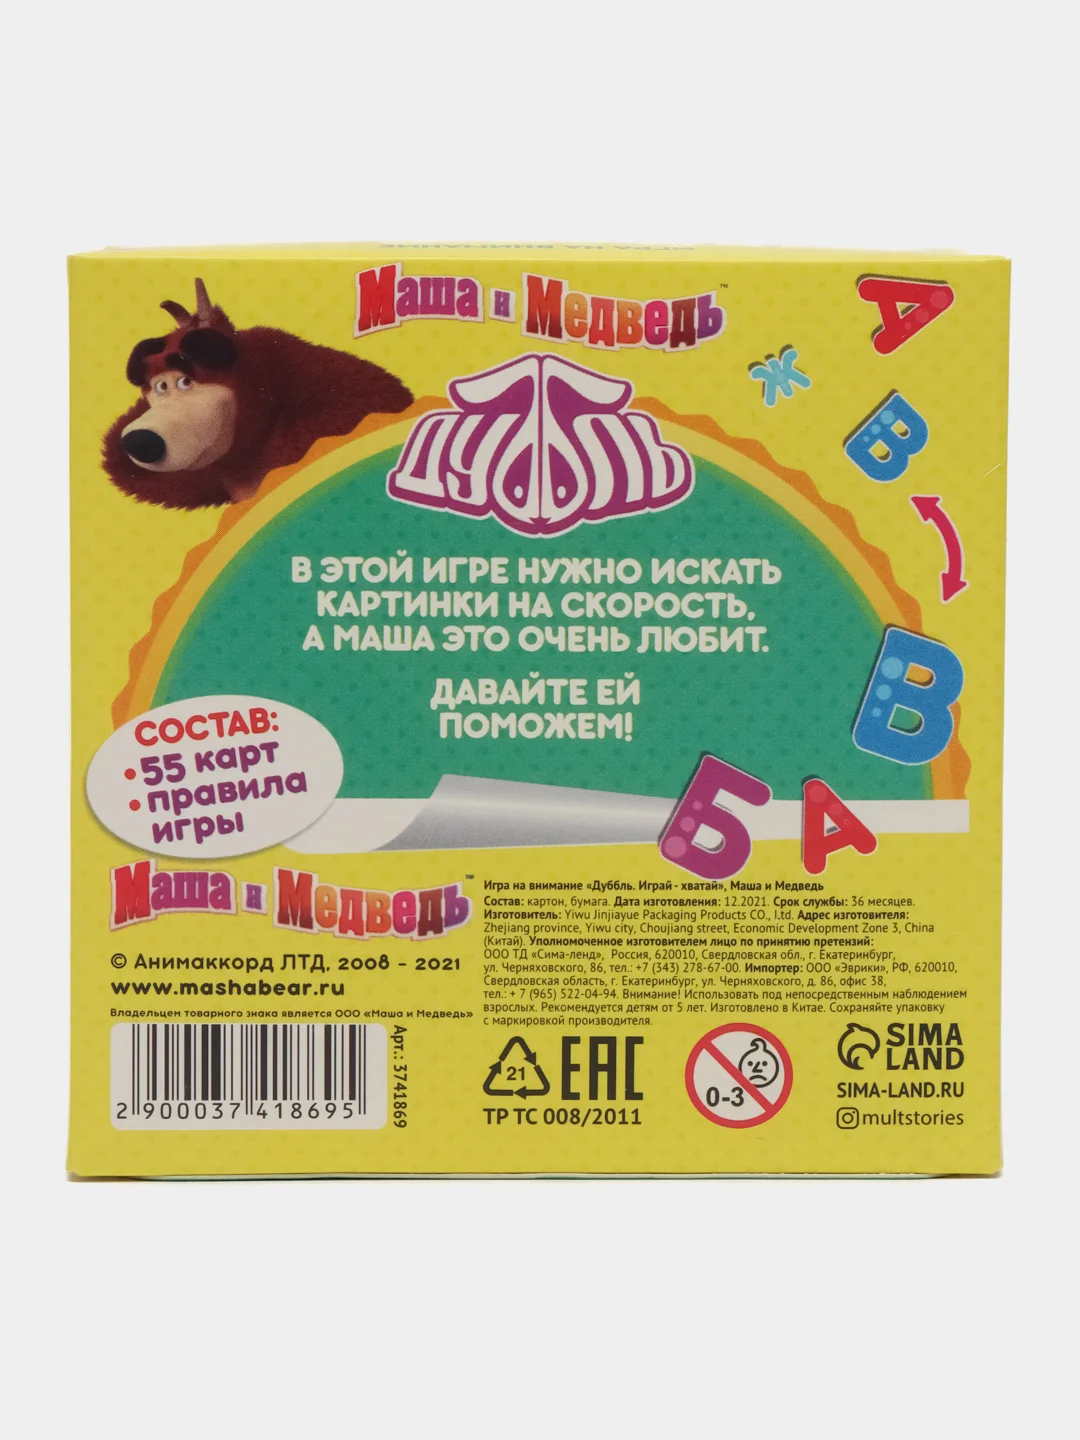 ИГРА НА ВНИМАНИЕ
Маша и Медведь™
А
Ж
В
ДУББЛЬ
В ЭТОЙ ИГРЕ НУЖНО ИСКАТЬ
КАРТИНКИ НА СКОРОСТЬ,
А МАША ЭТО ОЧЕНЬ ЛЮБИТ.
ДАВАЙТЕ ЕЙ
ПОМОЖЕМ!
В
Б А
СОСТАВ:
• 55 карт
• правила
игры
Маша и Медведь™
© Анимаккорд ЛТД, 2008 - 2021
www.mashabear.ru
Владельцем товарного знака является ООО «Маша и Медведь»
2 900037 418695
Арт.: 3741869
Игра на внимание «Дуббль. Играй - хватай», Маша и Медведь
Состав: картон, бумага. Дата изготовления: 12.2021. Срок службы: 36 месяцев.
Изготовитель: Yiwu Jinjiayue Packaging Products CO., l.td. Адрес изготовителя:
Zhejiang province, Yiwu city, Choujiang street, Economic Development Zone 3, China
(Китай). Уполномоченное изготовителем лицо по принятию претензий:
ООО ТД «Сима-ленд», Россия, 620010, Свердловская обл., г. Екатеринбург,
ул. Черняховского, 86, тел.: +7 (343) 278-67-00. Импортер: ООО «Эврики», РФ, 620010,
Свердловская область, г. Екатеринбург, ул. Черняховского, д. 86, офис 38,
тел.: + 7 (965) 522-04-94. Внимание! Использовать под непосредственным наблюдением
взрослых. Рекомендуется детям от 5 лет. Изготовлено в Китае. Сохраняйте упаковку
с маркировкой производителя.
21
EAC
ТР ТС 008/2011
0-3
SIMA
LAND
SIMA-LAND.RU
multstories